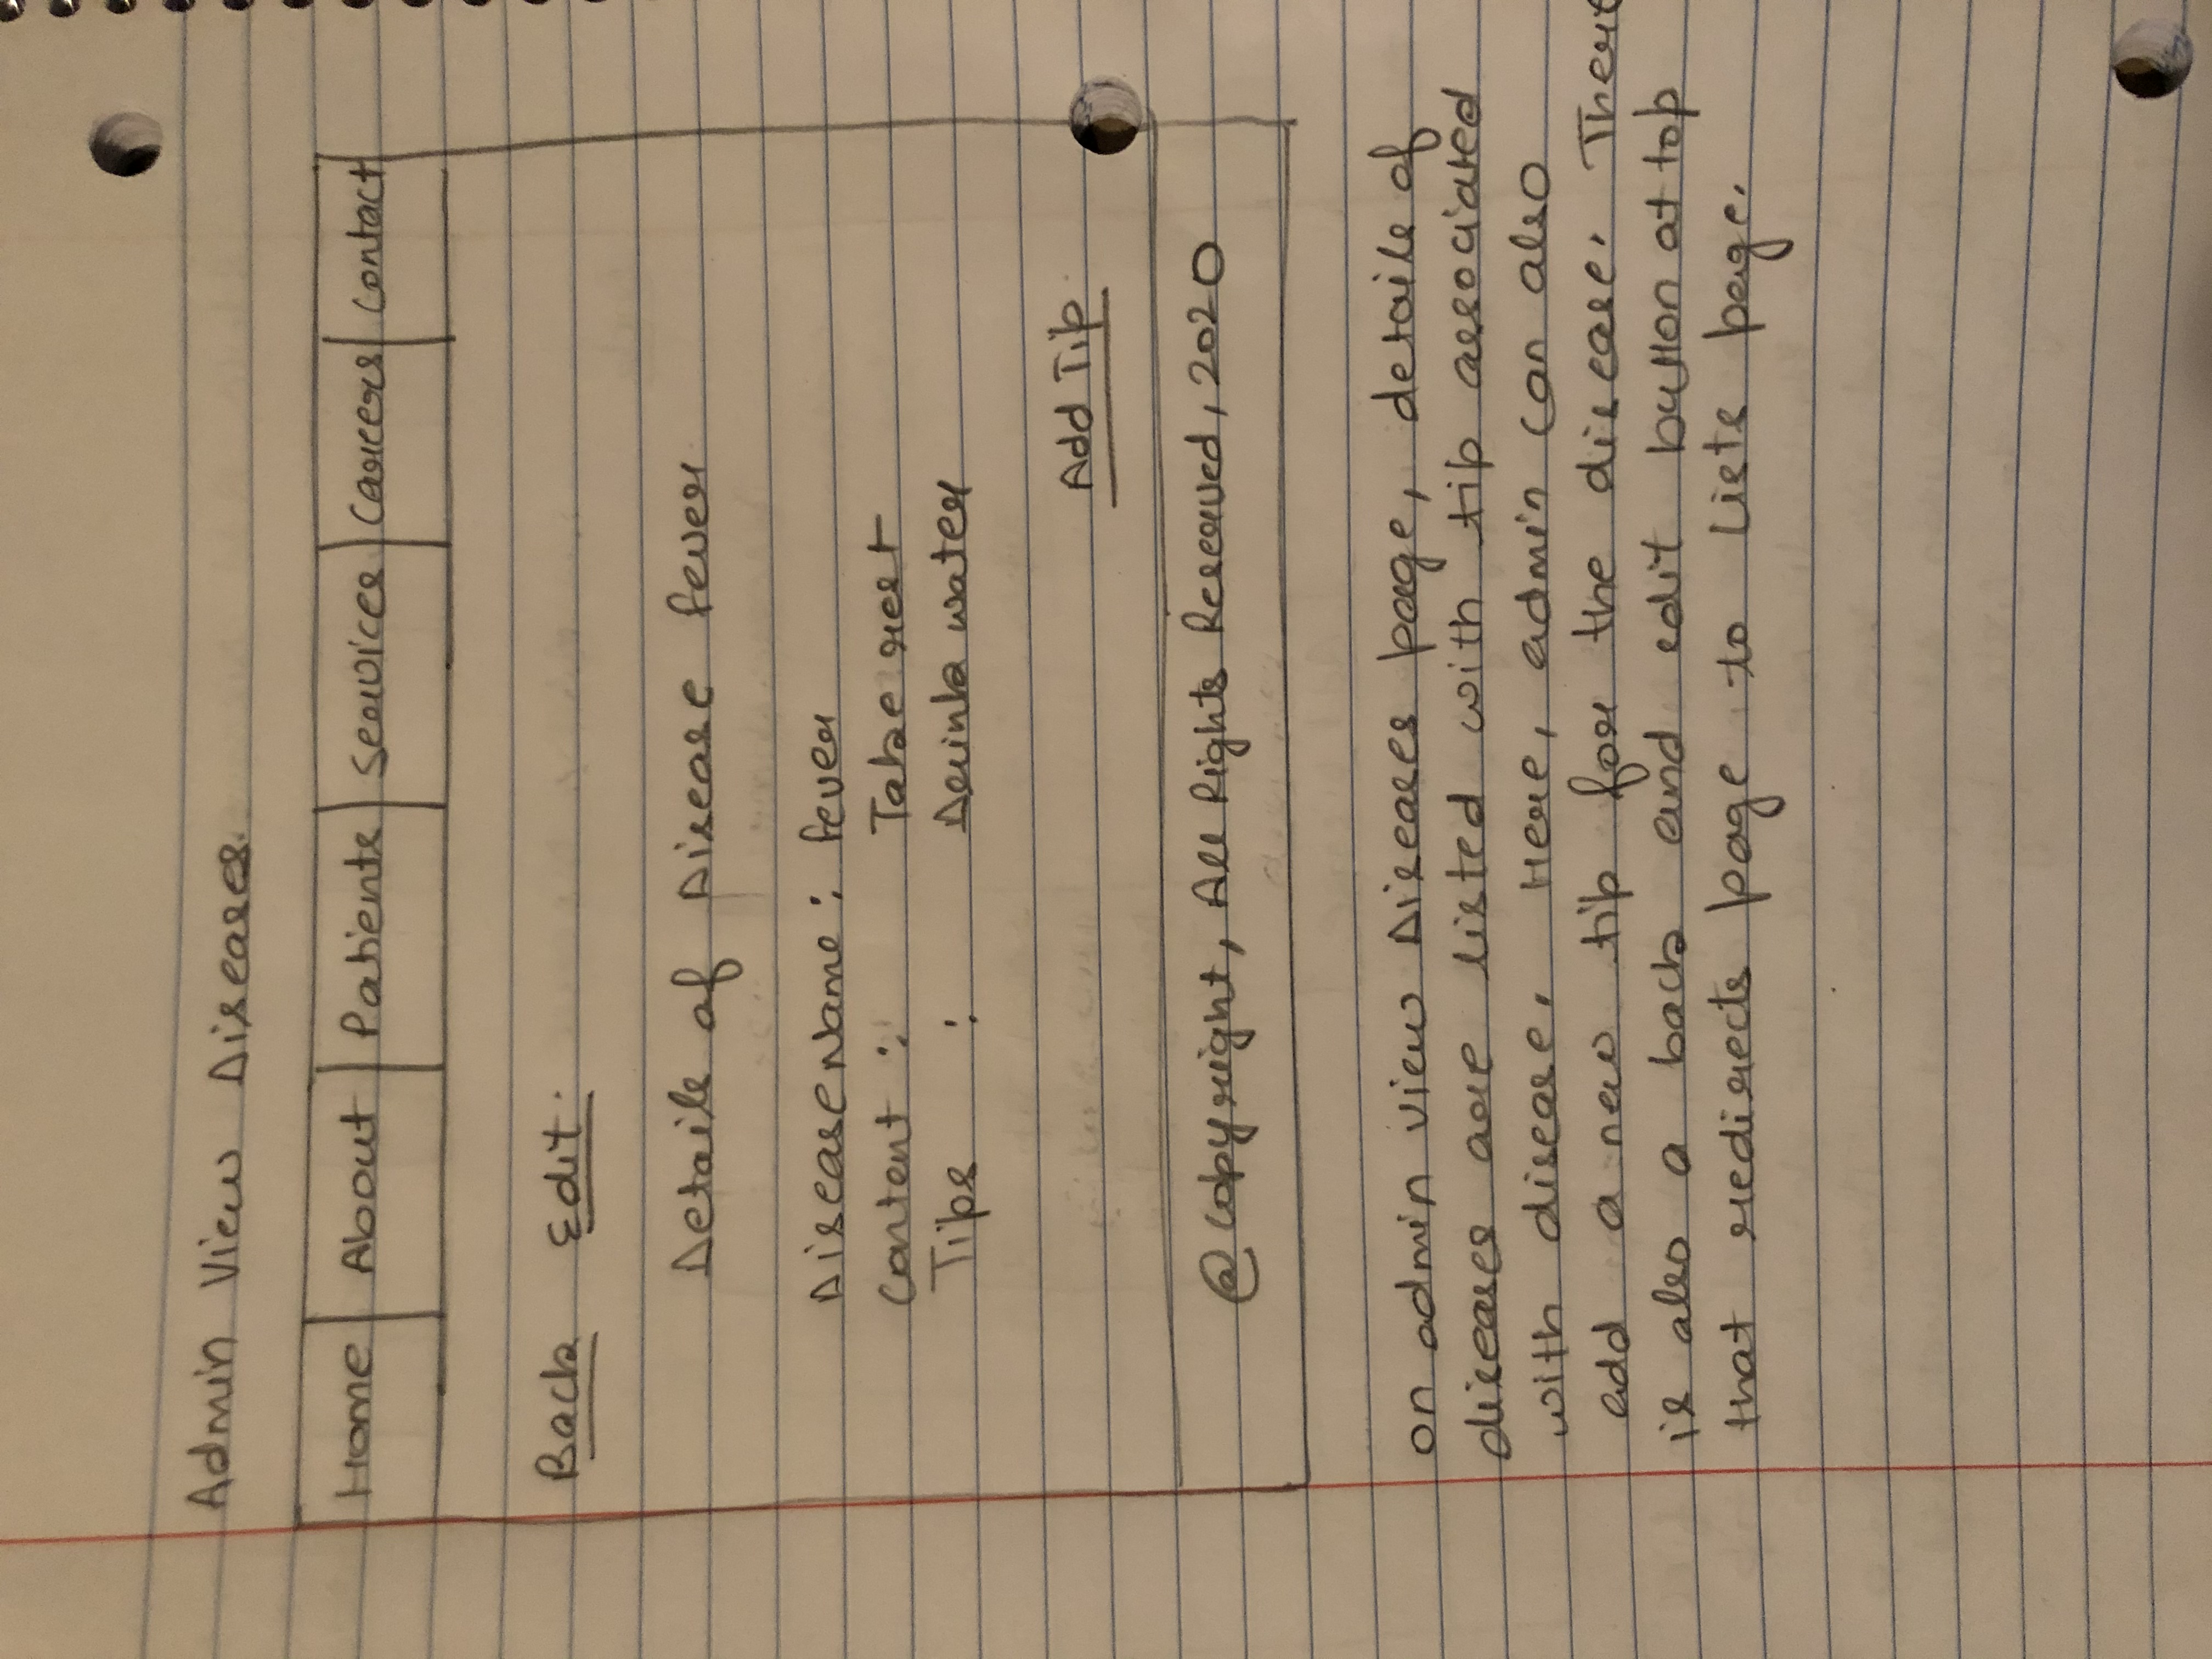 Admin View Diseases.
Home About Patients Services Careers Contact
Back Edit.
Details of Disease fever
DiseaseName : fever
Content : Take rest
Tips : Drink water
Add Tip
@copyright, All Rights Reserved, 2020
on admin view Diseases page, details of
diseases are listed with tip associated
with disease. Here, admin can also
add a new tip for the disease. There
is also a back and edit button at top
that redirects page to Lists page.